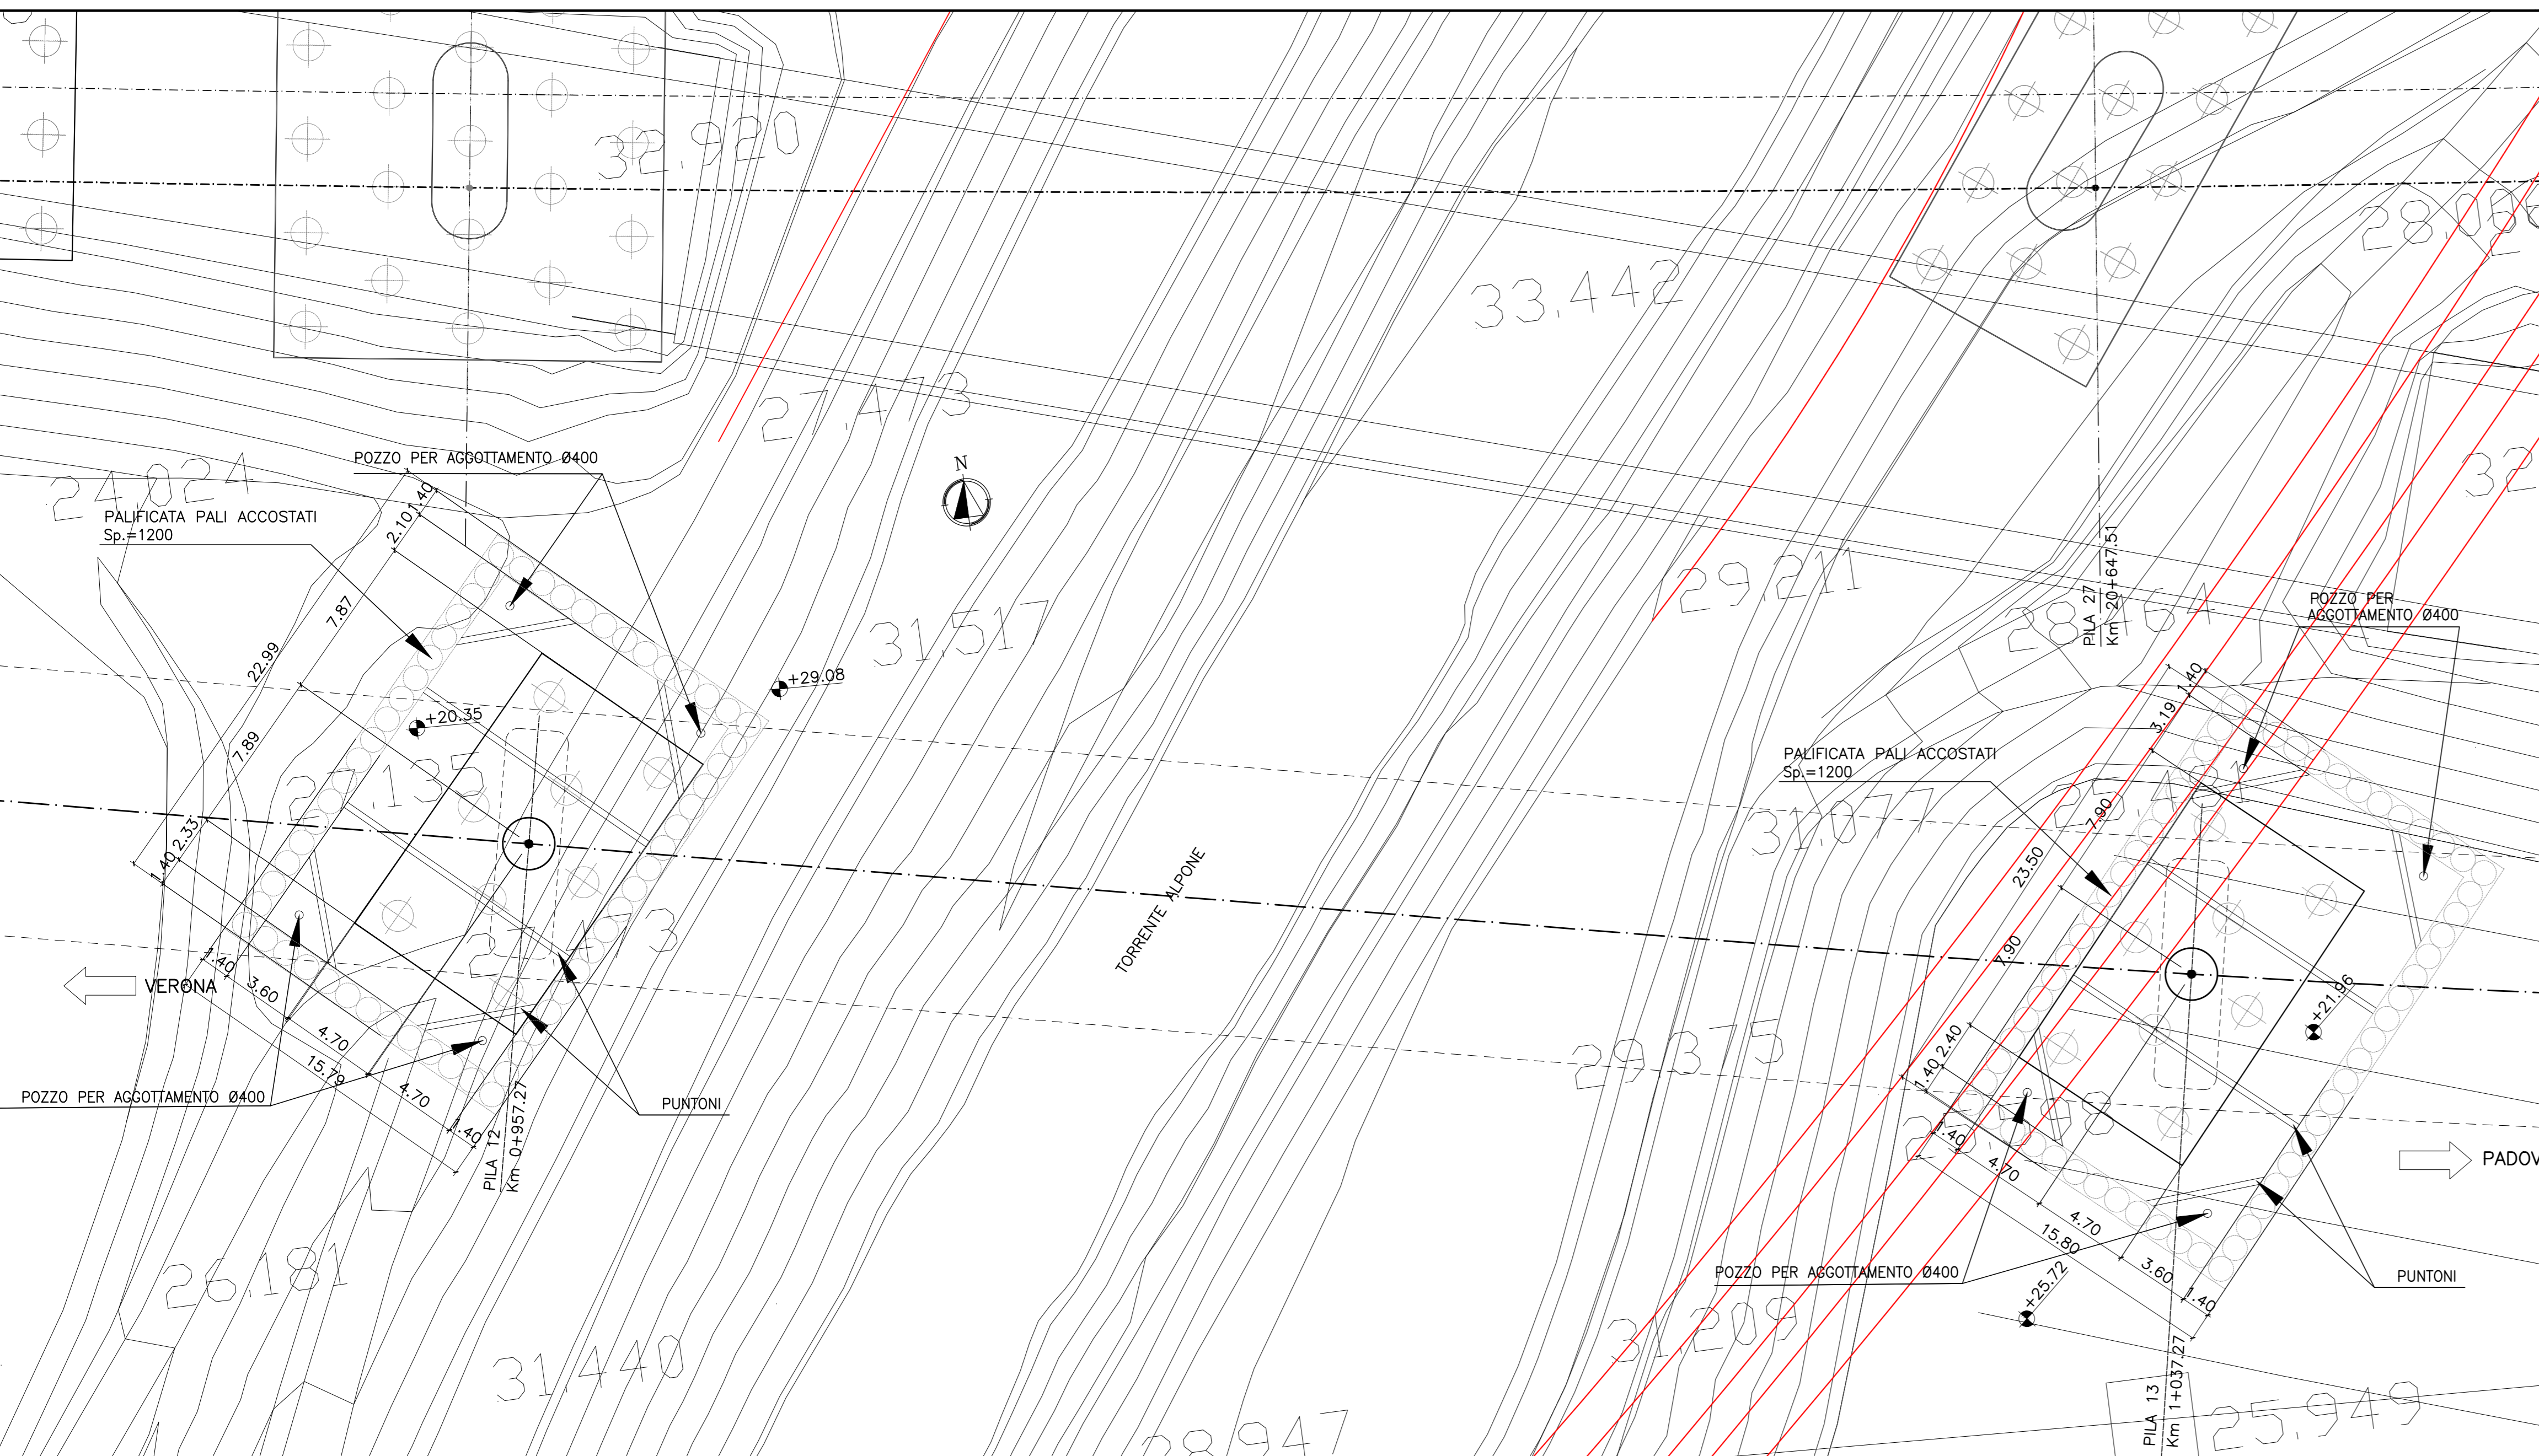 32,920
33,442
28,08
27,473
24,024
POZZO PER AGGOTTAMENTO Ø400
N
PALIFICATA PALI ACCOSTATI
Sp.=1200
1.40
2.10
7.87
22.99
7.89
2.33
1.40
+20.35
+29.08
31,517
27,135
27,473
VERONA
1.40
3.60
4.70
15.79
4.70
1.40
POZZO PER AGGOTTAMENTO Ø400
PUNTONI
PILA 12
Km 0+957.27
26,181
31,440
28,947
TORRENTE ALPONE
29,211
PILA 27
Km 20+647.51
28,164
32
POZZO PER
AGGOTTAMENTO Ø400
PALIFICATA PALI ACCOSTATI
Sp.=1200
1.40
3.19
7.90
23.50
7.90
2.40
1.40
31,077
29,375
+21.96
1.40
4.70
4.70
15.80
3.60
1.40
PADOV
POZZO PER AGGOTTAMENTO Ø400
+25.72
PUNTONI
31,209
PILA 13
Km 1+037.27
25,949